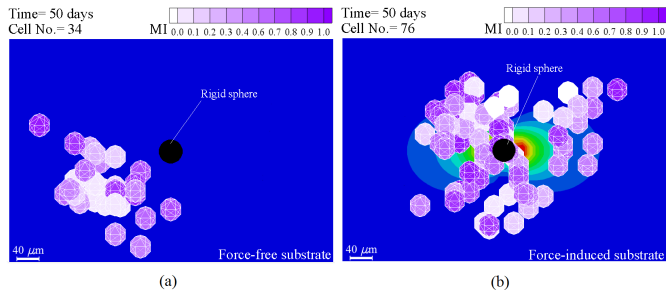 (a)
Time= 50 days
Cell No.= 34
MI
0.0 0.1 0.2 0.3 0.4 0.5 0.6 0.7 0.8 0.9 1.0
Rigid sphere
40 μm
Force-free substrate
(a)
(b)
Time= 50 days
Cell No.= 76
MI
0.0 0.1 0.2 0.3 0.4 0.5 0.6 0.7 0.8 0.9 1.0
Rigid sphere
40 μm
Force-induced substrate
(b)